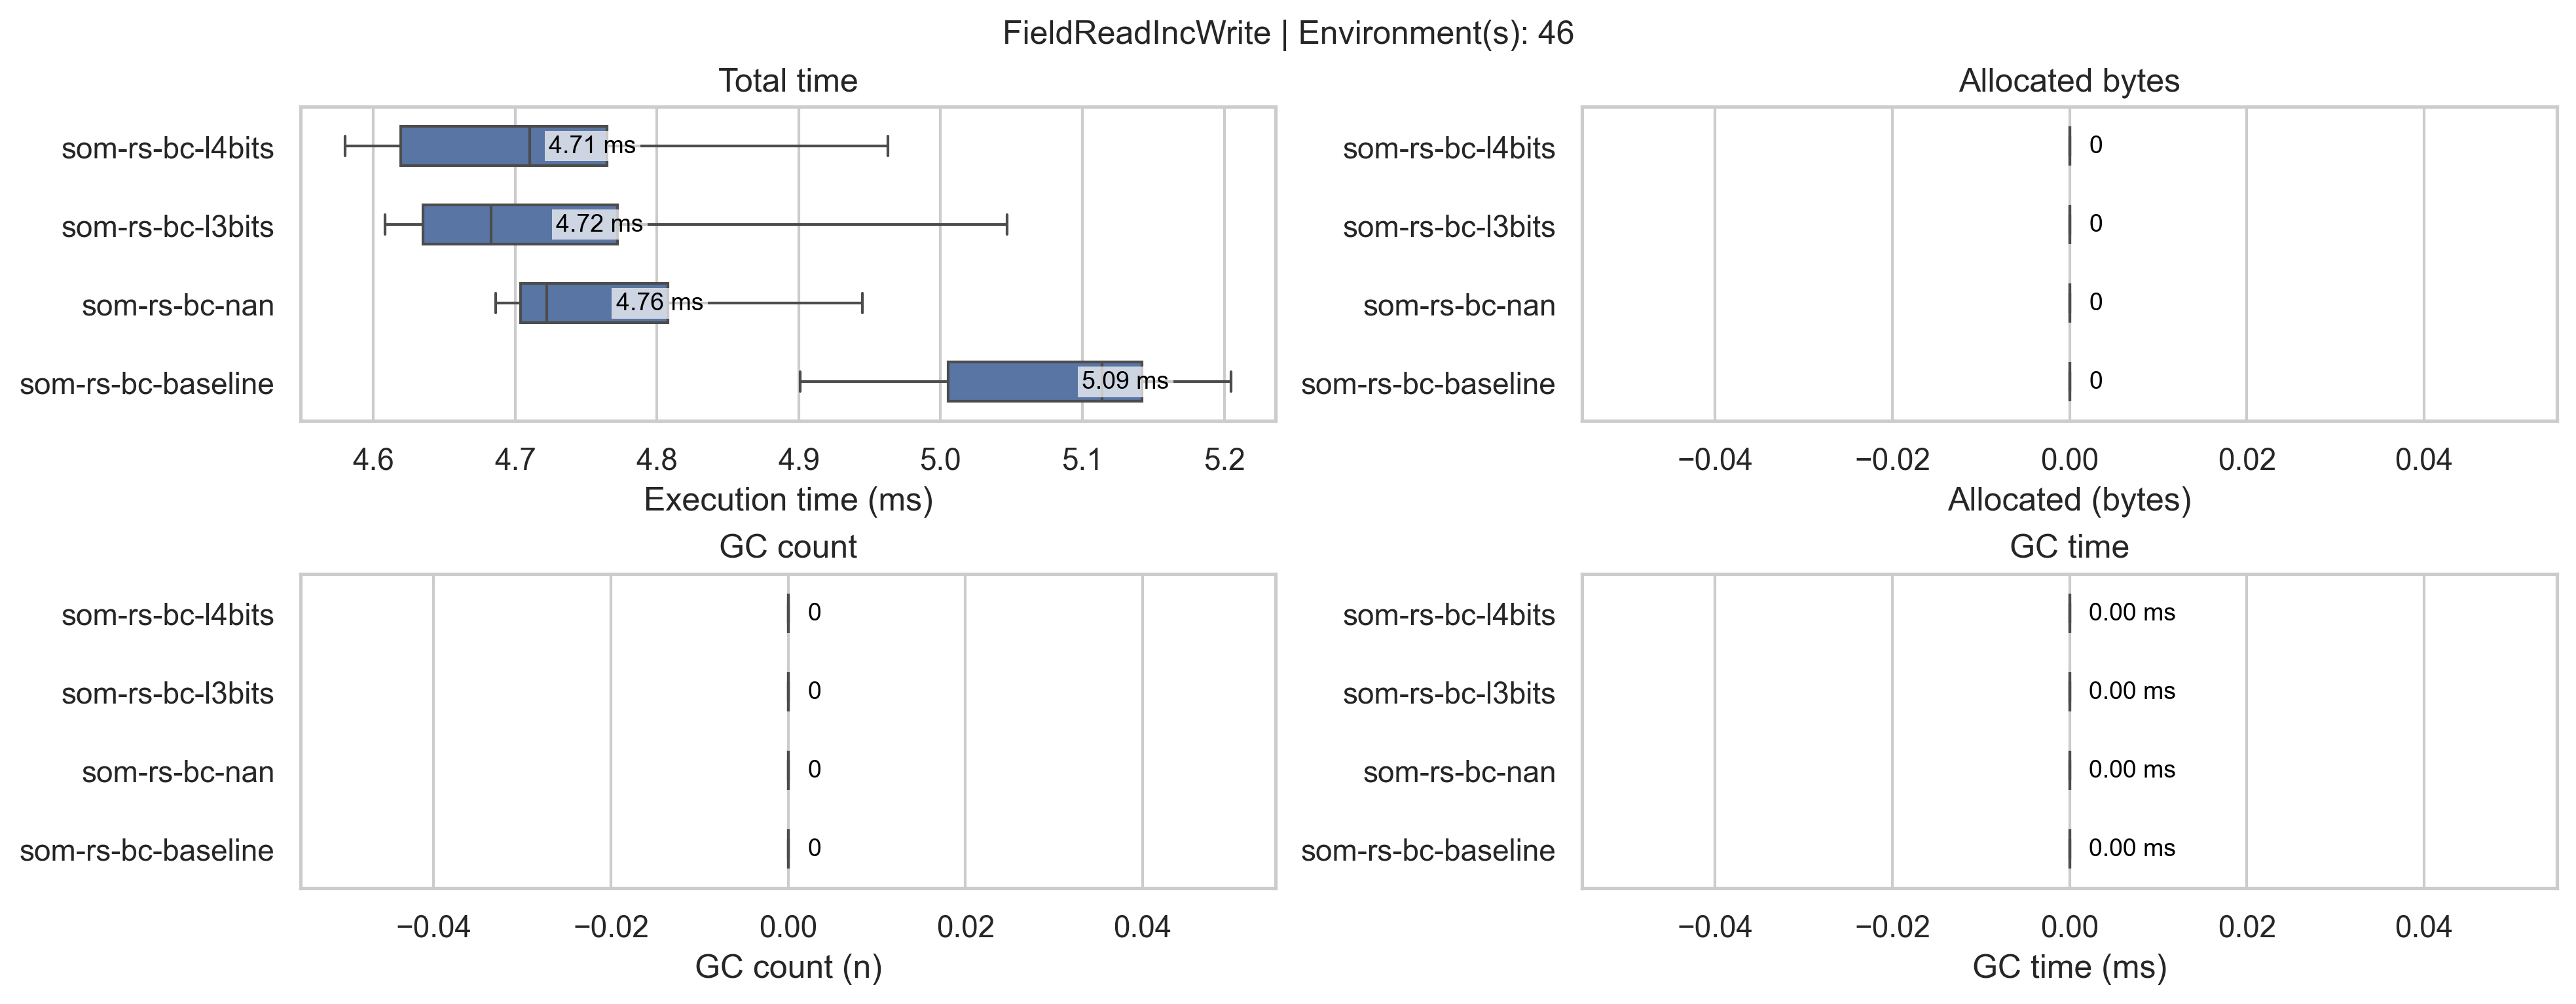 FieldReadIncWrite | Environment(s): 46
Total time
som-rs-bc-l4bits
4.71 ms
som-rs-bc-l3bits
4.72 ms
som-rs-bc-nan
4.76 ms
som-rs-bc-baseline
5.09 ms
4.6 4.7 4.8 4.9 5.0 5.1 5.2
Execution time (ms)
Allocated bytes
som-rs-bc-l4bits
0
som-rs-bc-l3bits
0
som-rs-bc-nan
0
som-rs-bc-baseline
0
−0.04 −0.02 0.00 0.02 0.04
Allocated (bytes)
GC count
som-rs-bc-l4bits
0
som-rs-bc-l3bits
0
som-rs-bc-nan
0
som-rs-bc-baseline
0
−0.04 −0.02 0.00 0.02 0.04
GC count (n)
GC time
som-rs-bc-l4bits
0.00 ms
som-rs-bc-l3bits
0.00 ms
som-rs-bc-nan
0.00 ms
som-rs-bc-baseline
0.00 ms
−0.04 −0.02 0.00 0.02 0.04
GC time (ms)